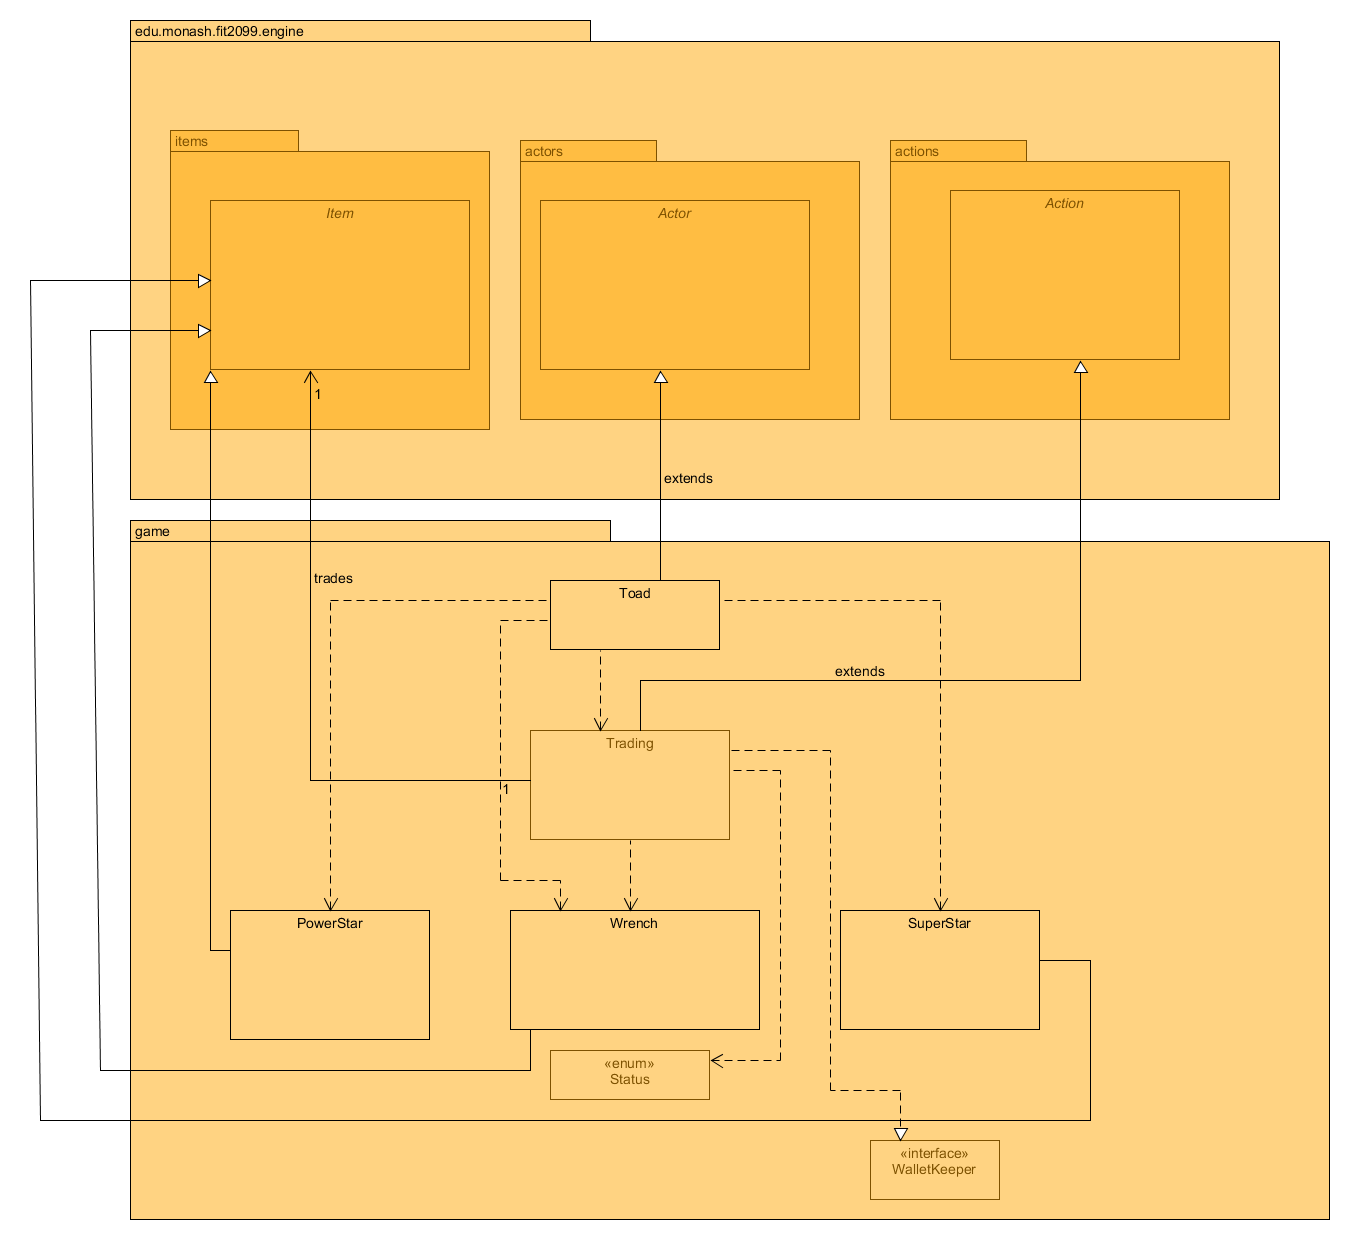 edu.monash.fit2099.engine
items
actors
actions
Item
Actor
Action
1
extends
game
trades
Toad
extends
Trading
1
PowerStar
Wrench
SuperStar
«enum»
Status
«interface»
WalletKeeper